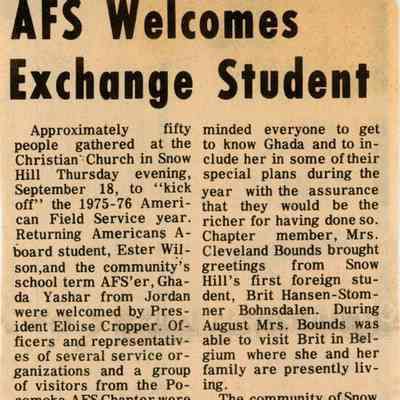 AFS Welcomes
Exchange Student
Approximately fifty
people gathered at the
Christian Church in Snow
Hill Thursday evening,
September 18, to "kick
off" the 1975-76 Ameri-
can Field Service year.
Returning Americans A-
board student, Ester Wil-
son,and the community's
school term AFS'er, Gha-
da Yashar from Jordan
were welcomed by Pres-
ident Eloise Cropper. Of-
ficers and representativ-
es of several service or-
ganizations and a group
of visitors from the Po-
comoke AFS Chapter were
minded everyone to get
to know Ghada and to in-
clude her in some of their
special plans during the
year with the assurance
that they would be the
richer for having done so.
Chapter member, Mrs.
Cleveland Bounds brought
greetings from Snow
Hill's first foreign stu-
dent, Brit Hansen-Stom-
ner Bohnsdalen. During
August Mrs. Bounds was
able to visit Brit in Bel-
gium where she and her
family are presently liv-
ing.
The community of Snow